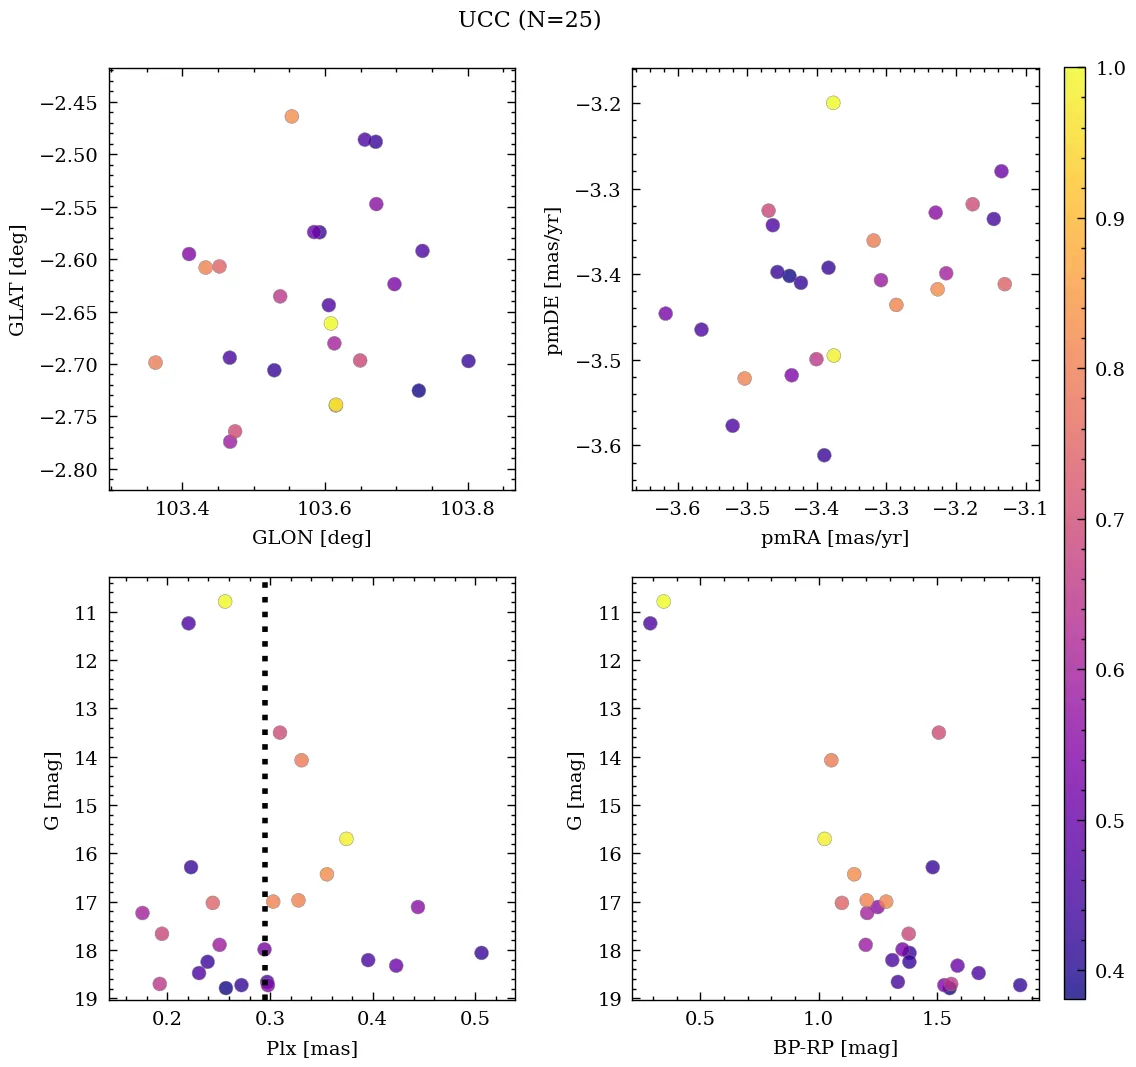 UCC (N=25)
−2.45
−2.50
−2.55
−2.60
−2.65
−2.70
−2.75
−2.80
GLAT [deg]
103.4 103.6 103.8
GLON [deg]
−3.2
−3.3
−3.4
−3.5
−3.6
pmDE [mas/yr]
−3.6 −3.5 −3.4 −3.3 −3.2 −3.1
pmRA [mas/yr]
11
12
13
14
15
16
17
18
19
G [mag]
0.2 0.3 0.4 0.5
Plx [mas]
11
12
13
14
15
16
17
18
19
G [mag]
0.5 1.0 1.5
BP-RP [mag]
1.0
0.9
0.8
0.7
0.6
0.5
0.4